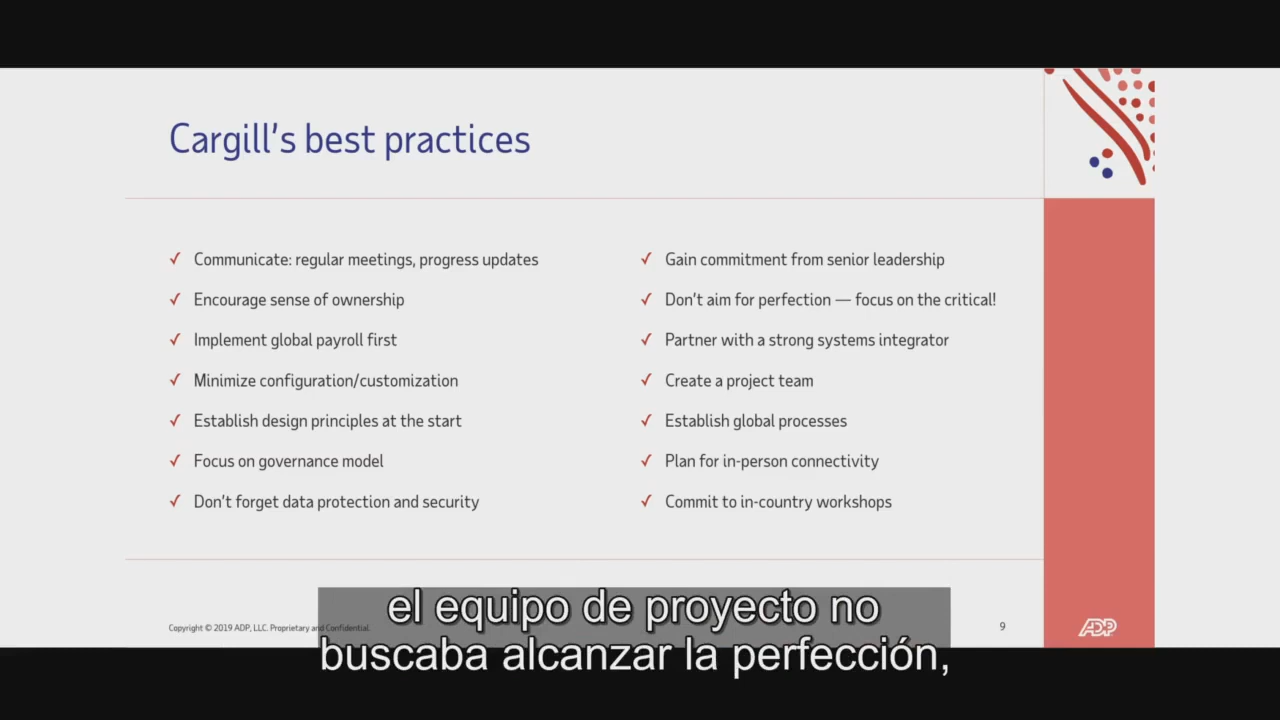 Cargill's best practices
✓ Communicate: regular meetings, progress updates
✓ Encourage sense of ownership
✓ Implement global payroll first
✓ Minimize configuration/customization
✓ Establish design principles at the start
✓ Focus on governance model
✓ Don't forget data protection and security
✓ Gain commitment from senior leadership
✓ Don't aim for perfection — focus on the critical!
✓ Partner with a strong systems integrator
✓ Create a project team
✓ Establish global processes
✓ Plan for in-person connectivity
✓ Commit to in-country workshops
Copyright © 2019 ADP, LLC. Proprietary and Confidential.
9
ADP
el equipo de proyecto no
buscaba alcanzar la perfección,